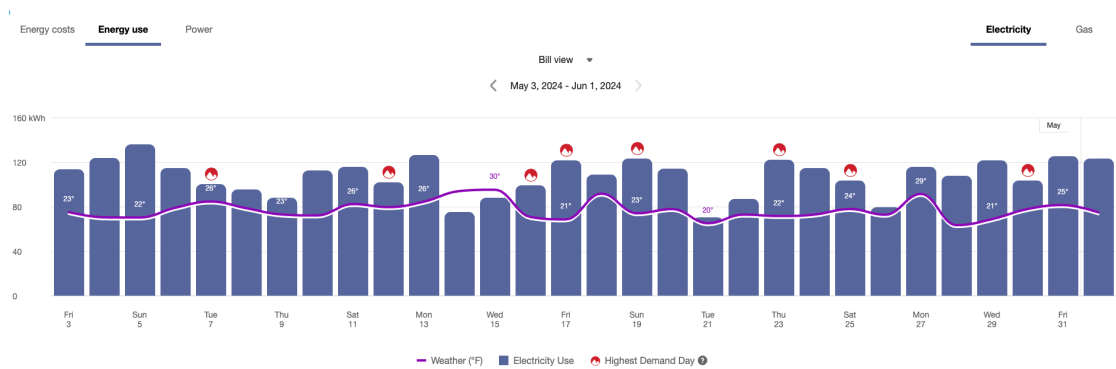 Energy costs Energy use Power Electricity Gas
Bill view
May 3, 2024 - Jun 1, 2024
160 kWh
May
120
30°
23° 22° 26° 23° 26° 26° 21° 23° 20° 22° 24° 29° 21° 25°
80
40
0
Fri Sun Tue Thu Sat Mon Wed Fri Sun Tue Thu Sat Mon Wed Fri
3 5 7 9 11 13 15 17 19 21 23 25 27 29 31
Weather (°F) Electricity Use Highest Demand Day ?